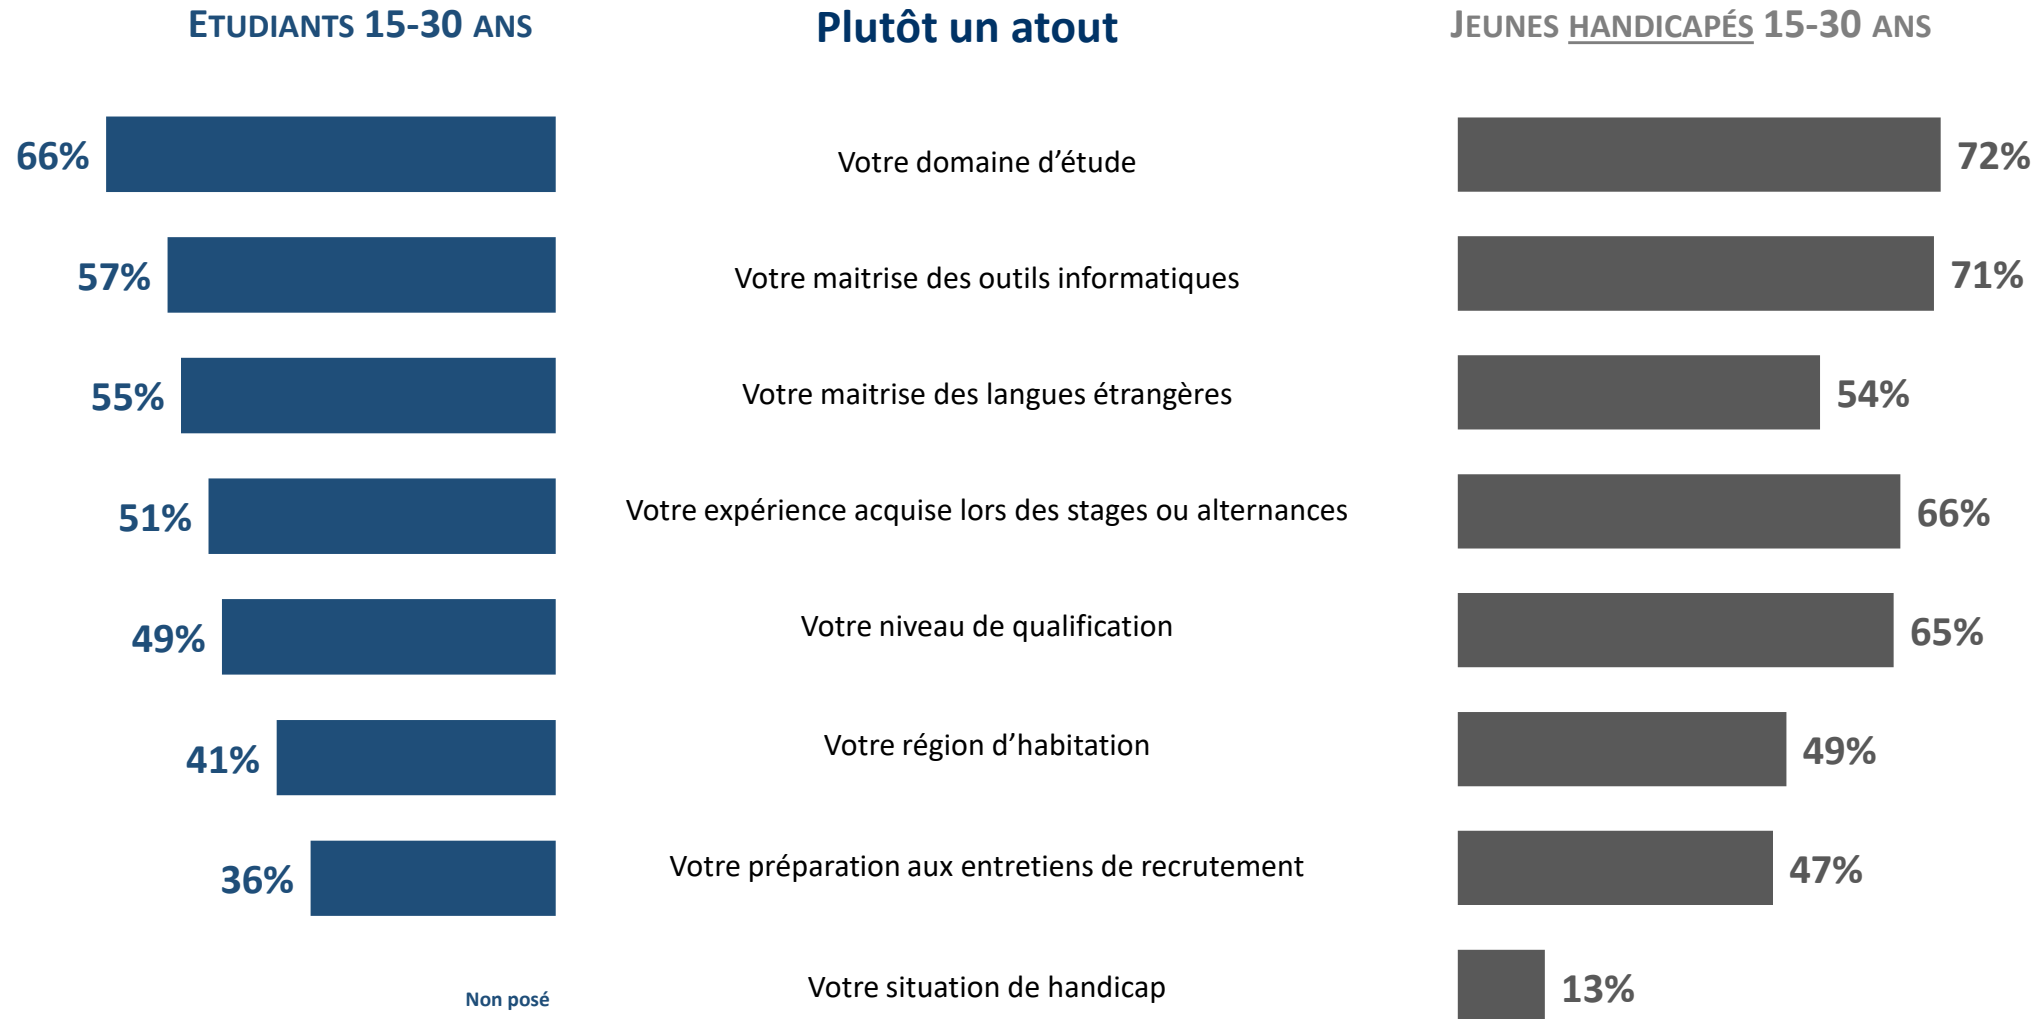 ETUDIANTS 15-30 ANS
Plutôt un atout
JEUNES HANDICAPÉS 15-30 ANS
66%
Votre domaine d’étude
72%
57%
Votre maitrise des outils informatiques
71%
55%
Votre maitrise des langues étrangères
54%
51%
Votre expérience acquise lors des stages ou alternances
66%
49%
Votre niveau de qualification
65%
41%
Votre région d’habitation
49%
36%
Votre préparation aux entretiens de recrutement
47%
Non posé
Votre situation de handicap
13%